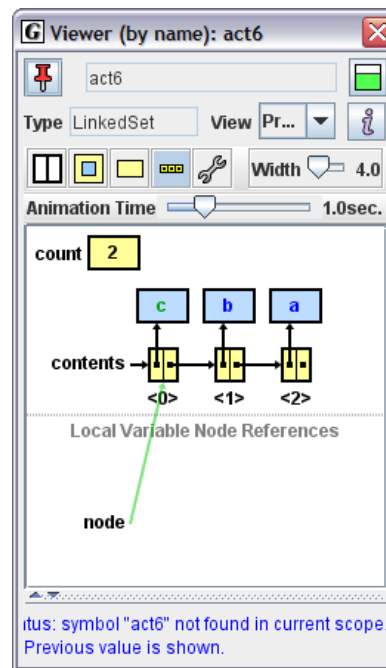 G Viewer (by name): act6
act6
Type LinkedSet View Pr...
Width 4.0
Animation Time 1.0sec.
count 2
c b a
contents
<0> <1> <2>
Local Variable Node References
node
tus: symbol "act6" not found in current scope.
Previous value is shown.